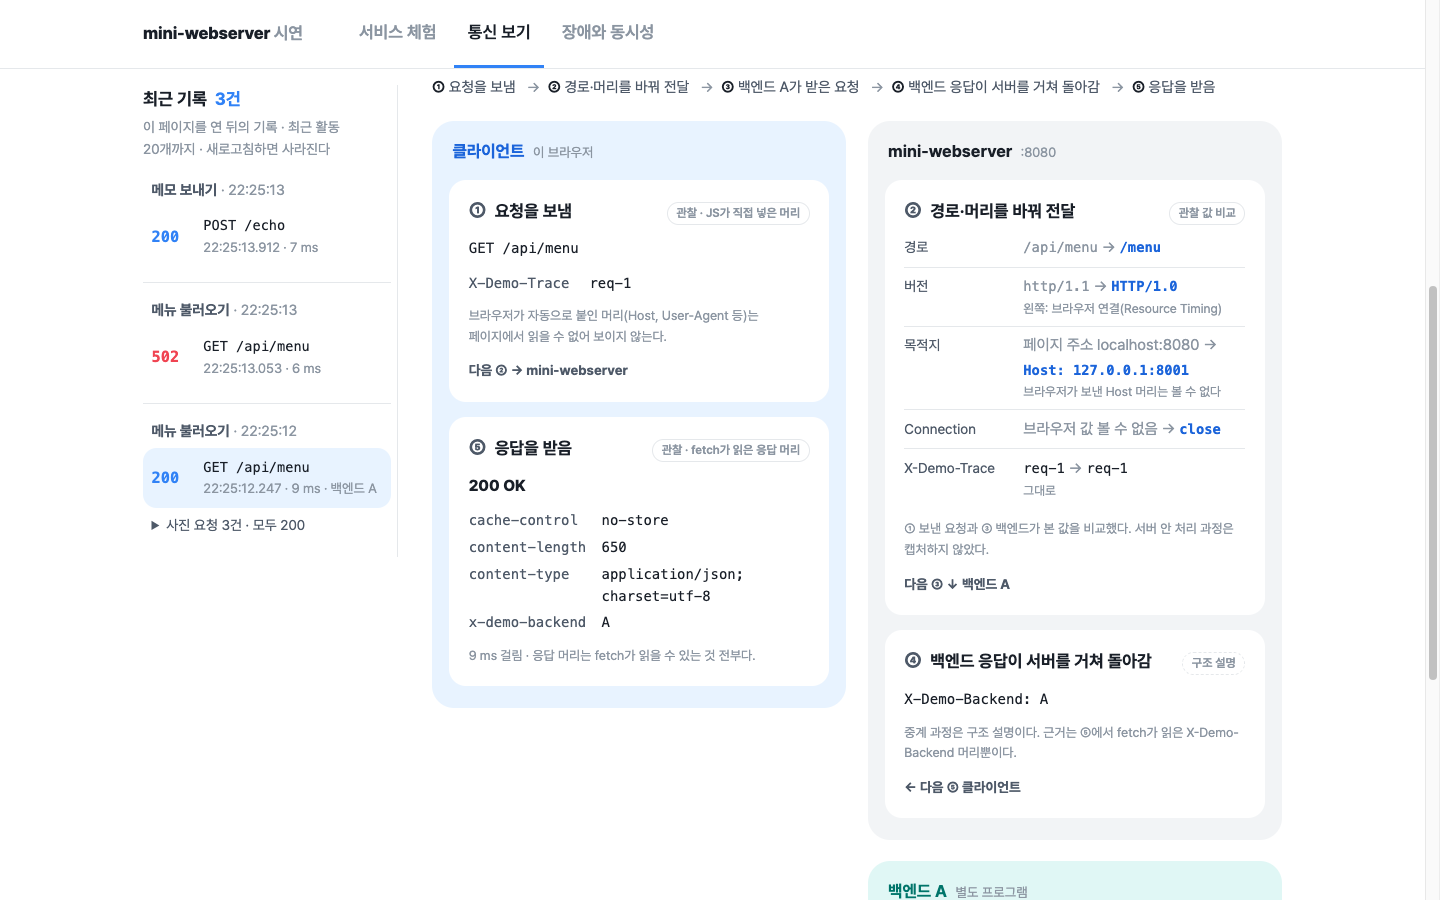 mini-webserver 시연
서비스 체험
통신 보기
장애와 동시성
최근 기록 3건
이 페이지를 연 뒤의 기록 · 최근 활동
20개까지 · 새로고침하면 사라진다
메모 보내기 · 22:25:13
200
POST /echo
22:25:13.912 · 7 ms
메뉴 불러오기 · 22:25:13
502
GET /api/menu
22:25:13.053 · 6 ms
메뉴 불러오기 · 22:25:12
200
GET /api/menu
22:25:12.247 · 9 ms · 백엔드 A
▶ 사진 요청 3건 · 모두 200
① 요청을 보냄 → ② 경로·머리를 바꿔 전달 → ③ 백엔드 A가 받은 요청 → ④ 백엔드 응답이 서버를 거쳐 돌아감 → ⑤ 응답을 받음
클라이언트 이 브라우저
① 요청을 보냄
관찰 · JS가 직접 넣은 머리
GET /api/menu
X-Demo-Trace req-1
브라우저가 자동으로 붙인 머리(Host, User-Agent 등)는
페이지에서 읽을 수 없어 보이지 않는다.
다음 ② → mini-webserver
⑤ 응답을 받음
관찰 · fetch가 읽은 응답 머리
200 OK
cache-control no-store
content-length 650
content-type application/json;
charset=utf-8
x-demo-backend A
9 ms 걸림 · 응답 머리는 fetch가 읽을 수 있는 것 전부다.
mini-webserver :8080
② 경로·머리를 바꿔 전달
관찰 값 비교
경로 /api/menu → /menu
버전 http/1.1 → HTTP/1.0
왼쪽: 브라우저 연결(Resource Timing)
목적지 페이지 주소 localhost:8080 →
Host: 127.0.0.1:8001
브라우저가 보낸 Host 머리는 볼 수 없다
Connection 브라우저 값 볼 수 없음 → close
X-Demo-Trace req-1 → req-1
그대로
① 보낸 요청과 ③ 백엔드가 본 값을 비교했다. 서버 안 처리 과정은
캡처하지 않았다.
다음 ③ ↓ 백엔드 A
④ 백엔드 응답이 서버를 거쳐 돌아감
구조 설명
X-Demo-Backend: A
중계 과정은 구조 설명이다. 근거는 ⑤에서 fetch가 읽은 X-Demo-
Backend 머리뿐이다.
← 다음 ⑤ 클라이언트
백엔드 A 별도 프로그램